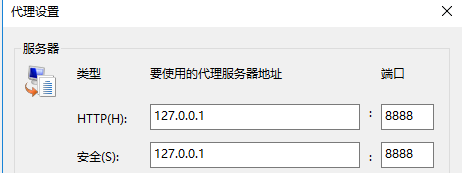 代理设置
服务器
类型 要使用的代理服务器地址 端口
HTTP(H): 127.0.0.1 : 8888
安全(S): 127.0.0.1 : 8888